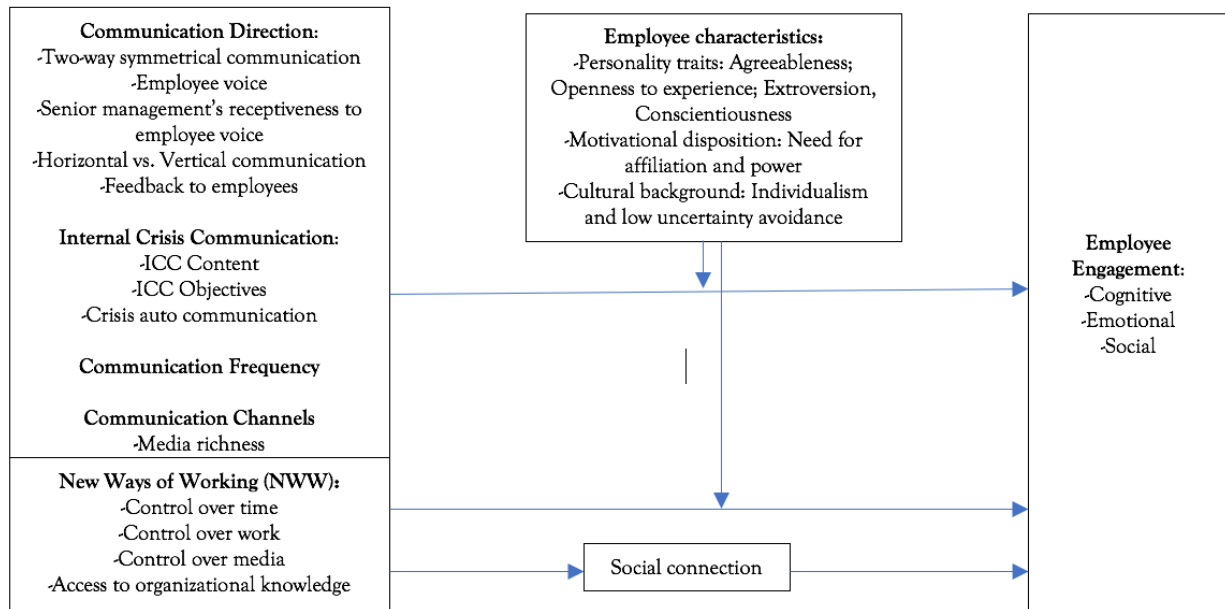 Communication Direction:
-Two-way symmetrical communication
-Employee voice
-Senior management's receptiveness to
employee voice
-Horizontal vs. Vertical communication
-Feedback to employees
Internal Crisis Communication:
-ICC Content
-ICC Objectives
-Crisis auto communication
Communication Frequency
Communication Channels
-Media richness
New Ways of Working (NWW):
-Control over time
-Control over work
-Control over media
-Access to organizational knowledge
Employee characteristics:
-Personality traits: Agreeableness;
Openness to experience; Extroversion,
Conscientiousness
-Motivational disposition: Need for
affiliation and power
-Cultural background: Individualism
and low uncertainty avoidance
Social connection
Employee
Engagement:
-Cognitive
-Emotional
-Social